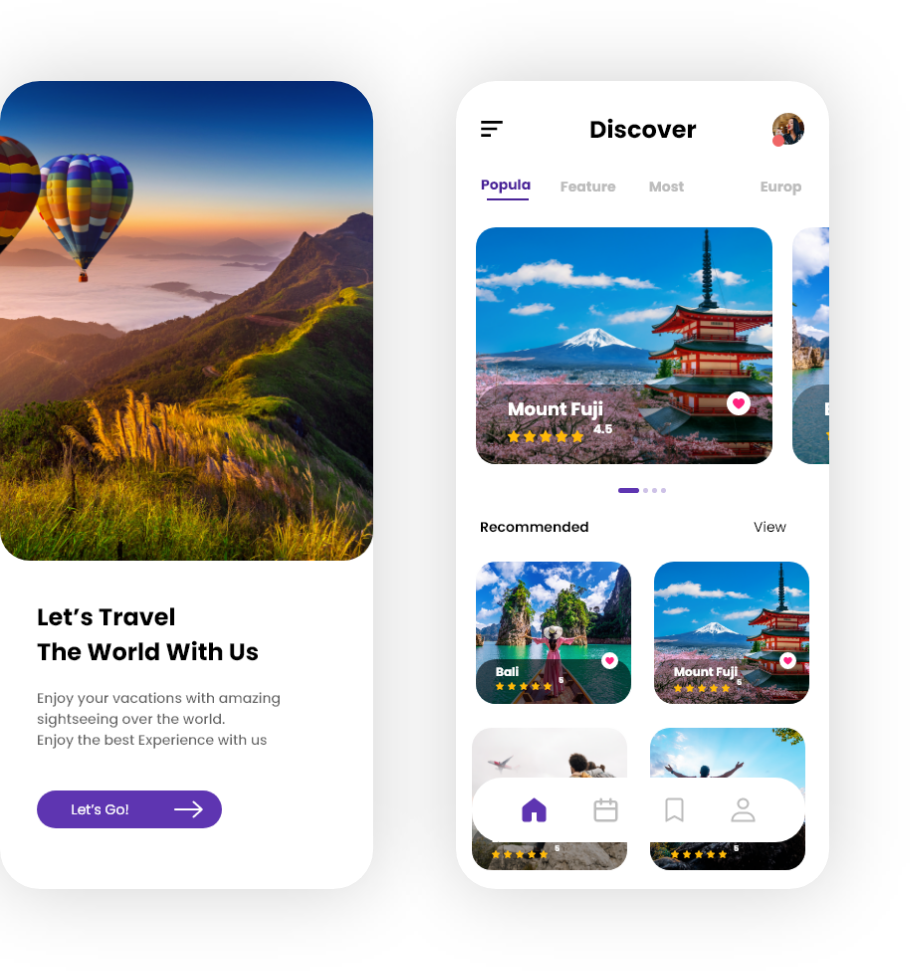 Let's Travel
The World With Us
Enjoy your vacations with amazing
sightseeing over the world.
Enjoy the best Experience with us
Let's Go!
Discover
Popula Feature Most Europ
Mount Fuji
4.5
Recommended View
Bali
5
Mount Fuji
5
5
5